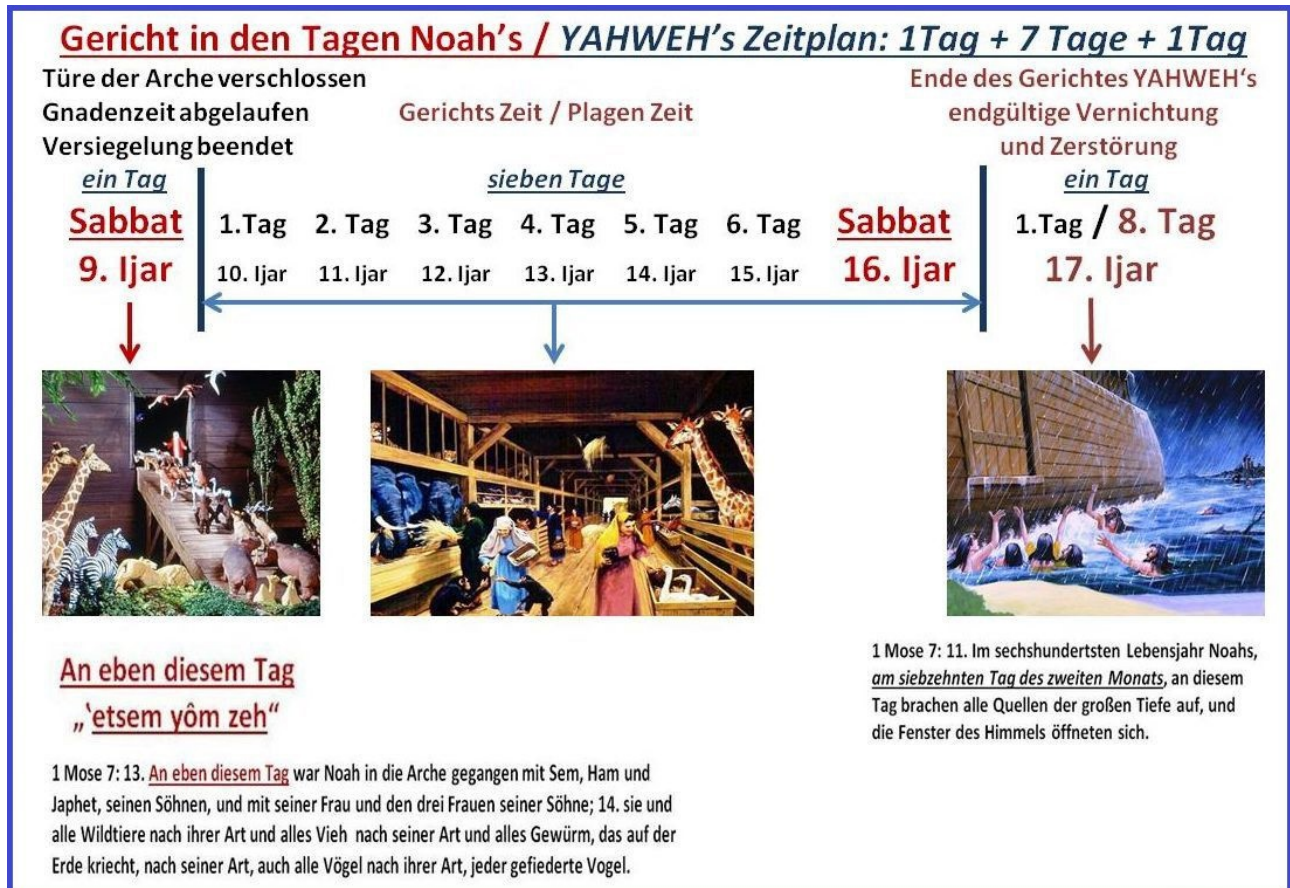 Gericht in den Tagen Noah's / YAHWEH's Zeitplan: 1Tag + 7 Tage + 1Tag
Türe der Arche verschlossen
Gnadenzeit abgelaufen
Versiegelung beendet
Gerichts Zeit / Plagen Zeit
Ende des Gerichtes YAHWEH‘s
endgültige Vernichtung
und Zerstörung
ein Tag
sieben Tage
ein Tag
Sabbat 1.Tag 2. Tag 3. Tag 4. Tag 5. Tag 6. Tag Sabbat 1.Tag / 8. Tag
9. Ijar 10. Ijar 11. Ijar 12. Ijar 13. Ijar 14. Ijar 15. Ijar 16. Ijar 17. Ijar
An eben diesem Tag
„‘etsem yôm zeh“
1 Mose 7: 13. An eben diesem Tag war Noah in die Arche gegangen mit Sem, Ham und
Japhet, seinen Söhnen, und mit seiner Frau und den drei Frauen seiner Söhne; 14. sie und
alle Wildtiere nach ihrer Art und alles Vieh nach seiner Art und alles Gewürm, das auf der
Erde kriecht, nach seiner Art, auch alle Vögel nach ihrer Art, jeder gefiederte Vogel.
1 Mose 7: 11. Im sechshundertsten Lebensjahr Noahs,
am siebzehnten Tag des zweiten Monats, an diesem
Tag brachen alle Quellen der großen Tiefe auf, und
die Fenster des Himmels öffneten sich.